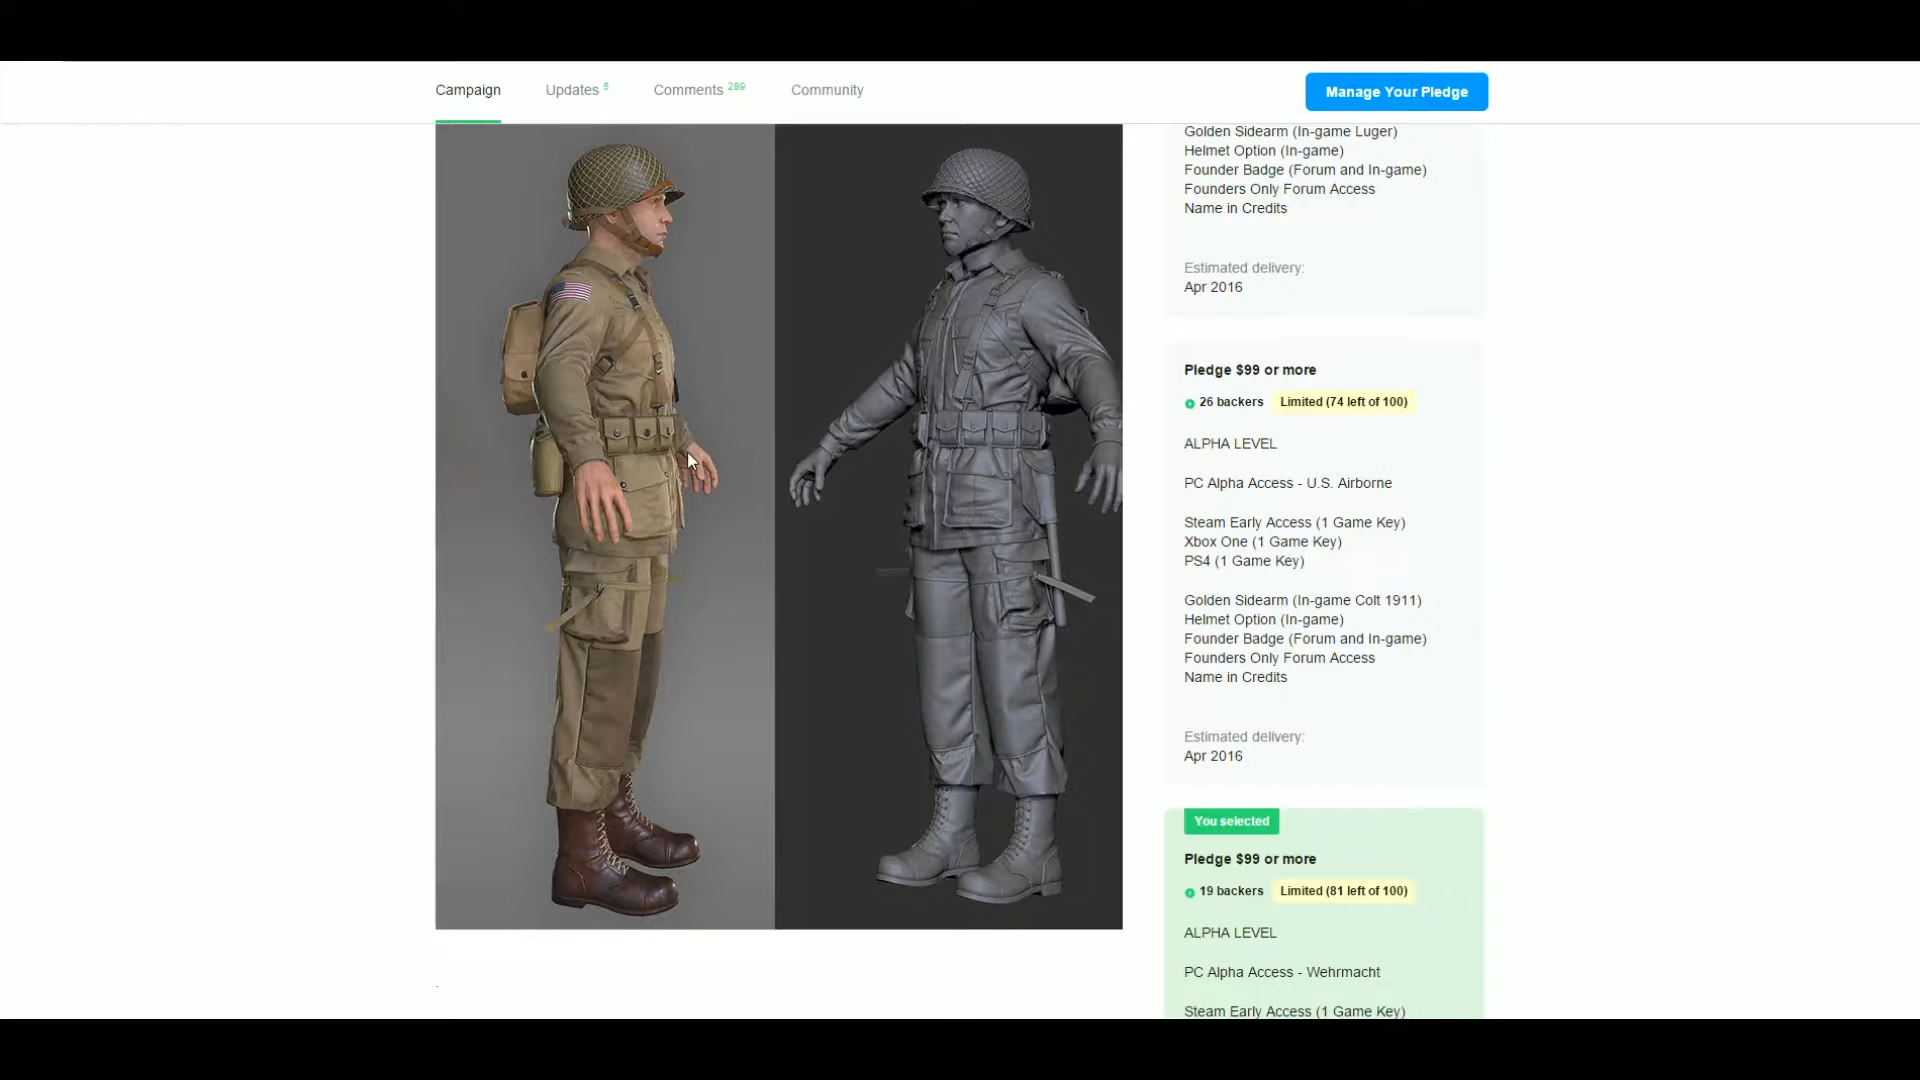 Campaign
Updates 5
Comments 289
Community
Manage Your Pledge
Golden Sidearm (In-game Luger)
Helmet Option (In-game)
Founder Badge (Forum and In-game)
Founders Only Forum Access
Name in Credits
Estimated delivery:
Apr 2016
Pledge $99 or more
26 backers Limited (74 left of 100)
ALPHA LEVEL
PC Alpha Access - U.S. Airborne
Steam Early Access (1 Game Key)
Xbox One (1 Game Key)
PS4 (1 Game Key)
Golden Sidearm (In-game Colt 1911)
Helmet Option (In-game)
Founder Badge (Forum and In-game)
Founders Only Forum Access
Name in Credits
Estimated delivery:
Apr 2016
You selected
Pledge $99 or more
19 backers Limited (81 left of 100)
ALPHA LEVEL
PC Alpha Access - Wehrmacht
Steam Early Access (1 Game Key)